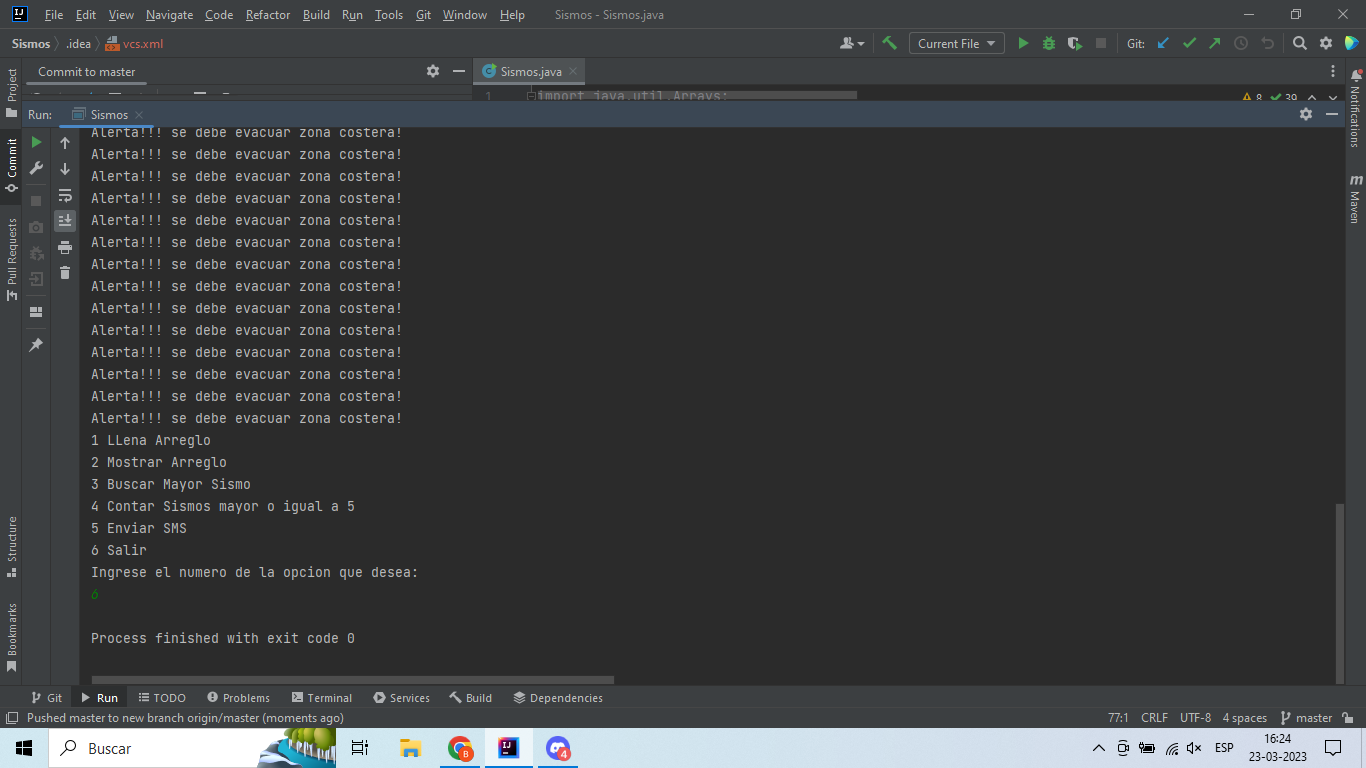 File Edit View Navigate Code Refactor Build Run Tools Git Window Help Sismos - Sismos.java
Sismos .idea vcs.xml Current File Git:
Project
Commit to master Sismos.java
1 import java.util.Arrays; 8 39
Notifications
Run: Sismos
Commit
Alerta!!! se debe evacuar zona costera!
Alerta!!! se debe evacuar zona costera!
Alerta!!! se debe evacuar zona costera!
Alerta!!! se debe evacuar zona costera!
Maven
Pull Requests
Alerta!!! se debe evacuar zona costera!
Alerta!!! se debe evacuar zona costera!
Alerta!!! se debe evacuar zona costera!
Alerta!!! se debe evacuar zona costera!
Alerta!!! se debe evacuar zona costera!
Alerta!!! se debe evacuar zona costera!
Alerta!!! se debe evacuar zona costera!
Alerta!!! se debe evacuar zona costera!
Alerta!!! se debe evacuar zona costera!
Alerta!!! se debe evacuar zona costera!
1 LLena Arreglo
2 Mostrar Arreglo
3 Buscar Mayor Sismo
4 Contar Sismos mayor o igual a 5
5 Enviar SMS
6 Salir
Ingrese el numero de la opcion que desea:
6
Structure
Bookmarks
Process finished with exit code 0
Git Run TODO Problems Terminal Services Build Dependencies
Pushed master to new branch origin/master (moments ago) 77:1 CRLF UTF-8 4 spaces master
Buscar B 4 ESP 16:24
23-03-2023